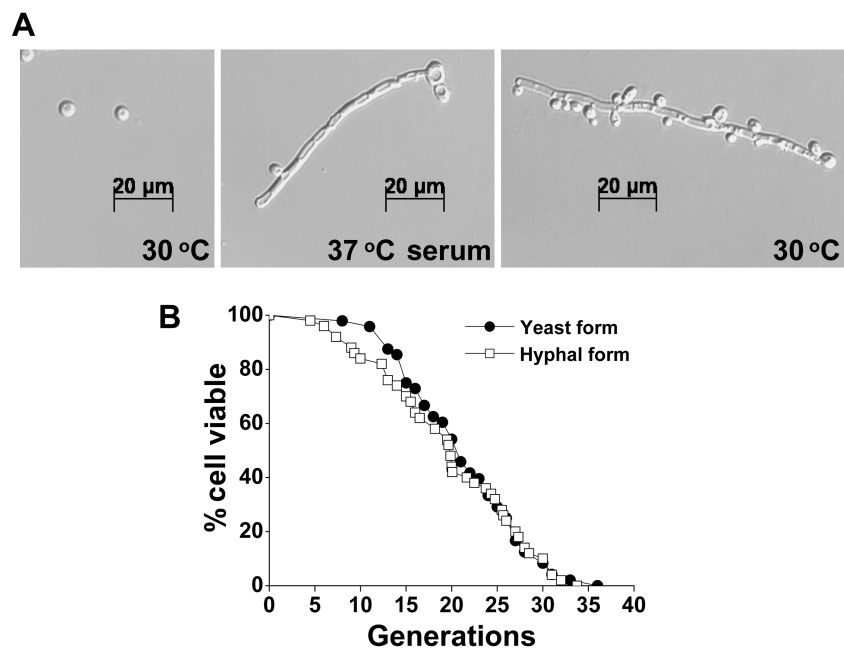 A
20 µm
30 °C
20 µm
37 °C serum
20 µm
30 °C
B
100
80
60
40
20
0
% cell viable
Yeast form
Hyphal form
0 5 10 15 20 25 30 35 40
Generations